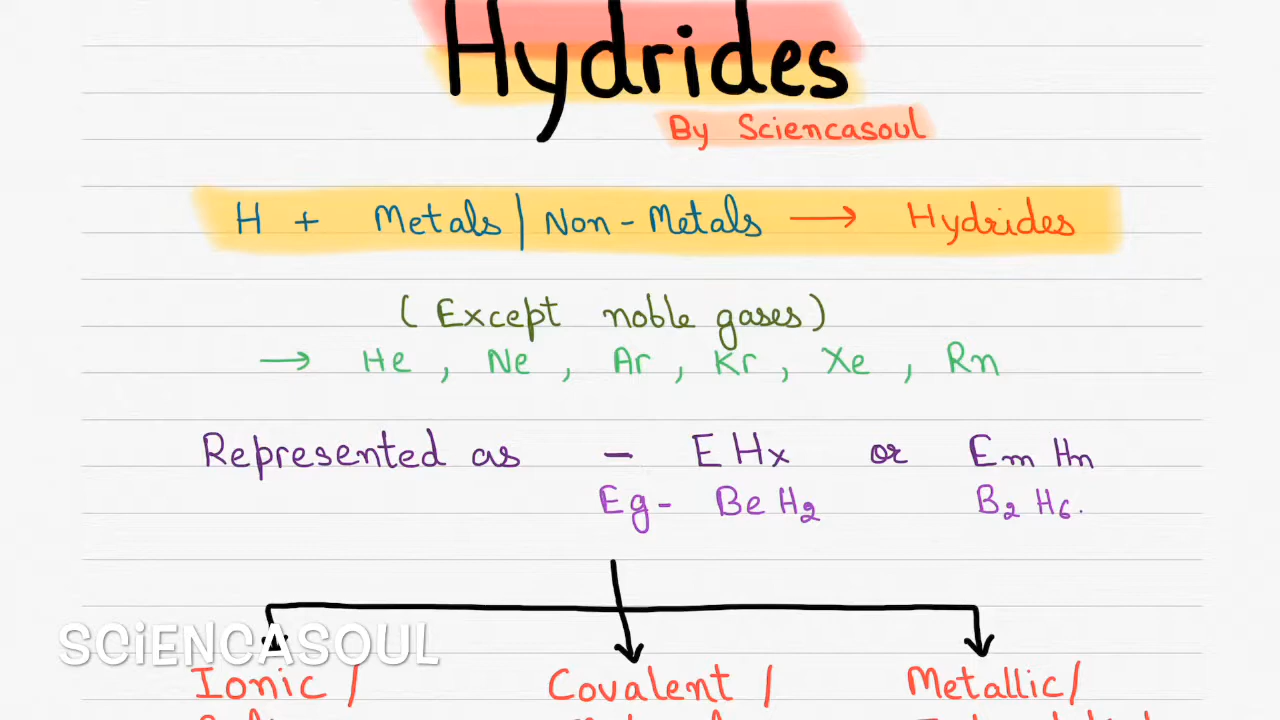 Hydrides
By Sciencasoul
H + Metals | Non-Metals → Hydrides
(Except noble gases)
→ He, Ne, Ar, Kr, Xe, Rn
Represented as - EHx or EmHn
Eg- BeH2 B2H6.
SCiENCASOUL
Ionic / Covalent / Metallic/